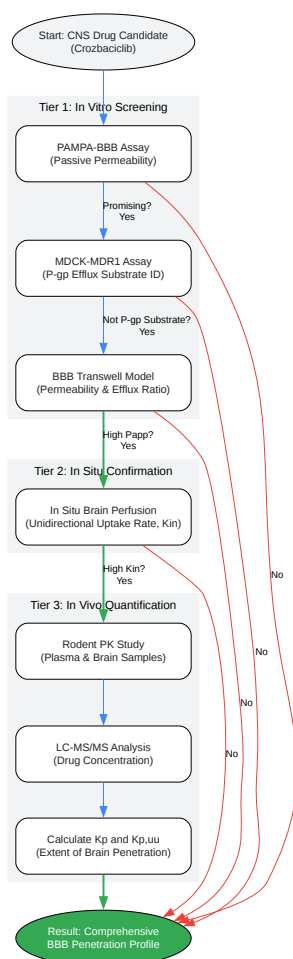 Start: CNS Drug Candidate
(Crozbaciclib)
Tier 1: In Vitro Screening
PAMPA-BBB Assay
(Passive Permeability)
Promising?
Yes
MDCK-MDR1 Assay
(P-gp Efflux Substrate ID)
Not P-gp Substrate?
Yes
BBB Transwell Model
(Permeability & Efflux Ratio)
High Papp?
Yes
Tier 2: In Situ Confirmation
In Situ Brain Perfusion
(Unidirectional Uptake Rate, Kin)
High Kin?
Yes
No
Tier 3: In Vivo Quantification
Rodent PK Study
(Plasma & Brain Samples)
No
No
LC-MS/MS Analysis
(Drug Concentration)
No
Calculate Kp and Kp,uu
(Extent of Brain Penetration)
Result: Comprehensive
BBB Penetration Profile